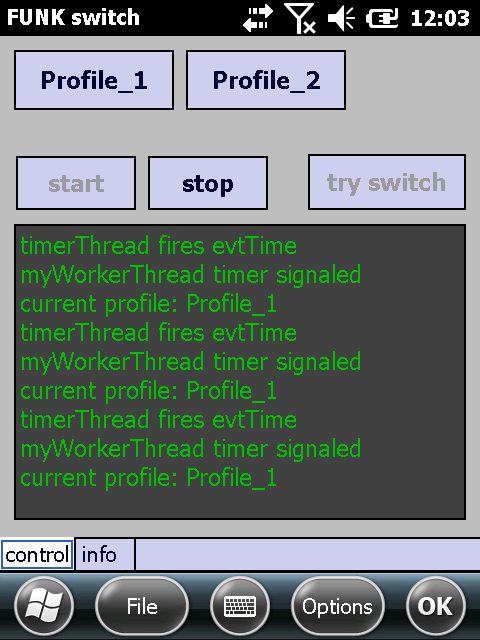 FUNK switch 12:03
Profile_1 Profile_2
start stop try switch
timerThread fires evtTime
myWorkerThread timer signaled
current profile: Profile_1
timerThread fires evtTime
myWorkerThread timer signaled
current profile: Profile_1
timerThread fires evtTime
myWorkerThread timer signaled
current profile: Profile_1
control info
File Options OK